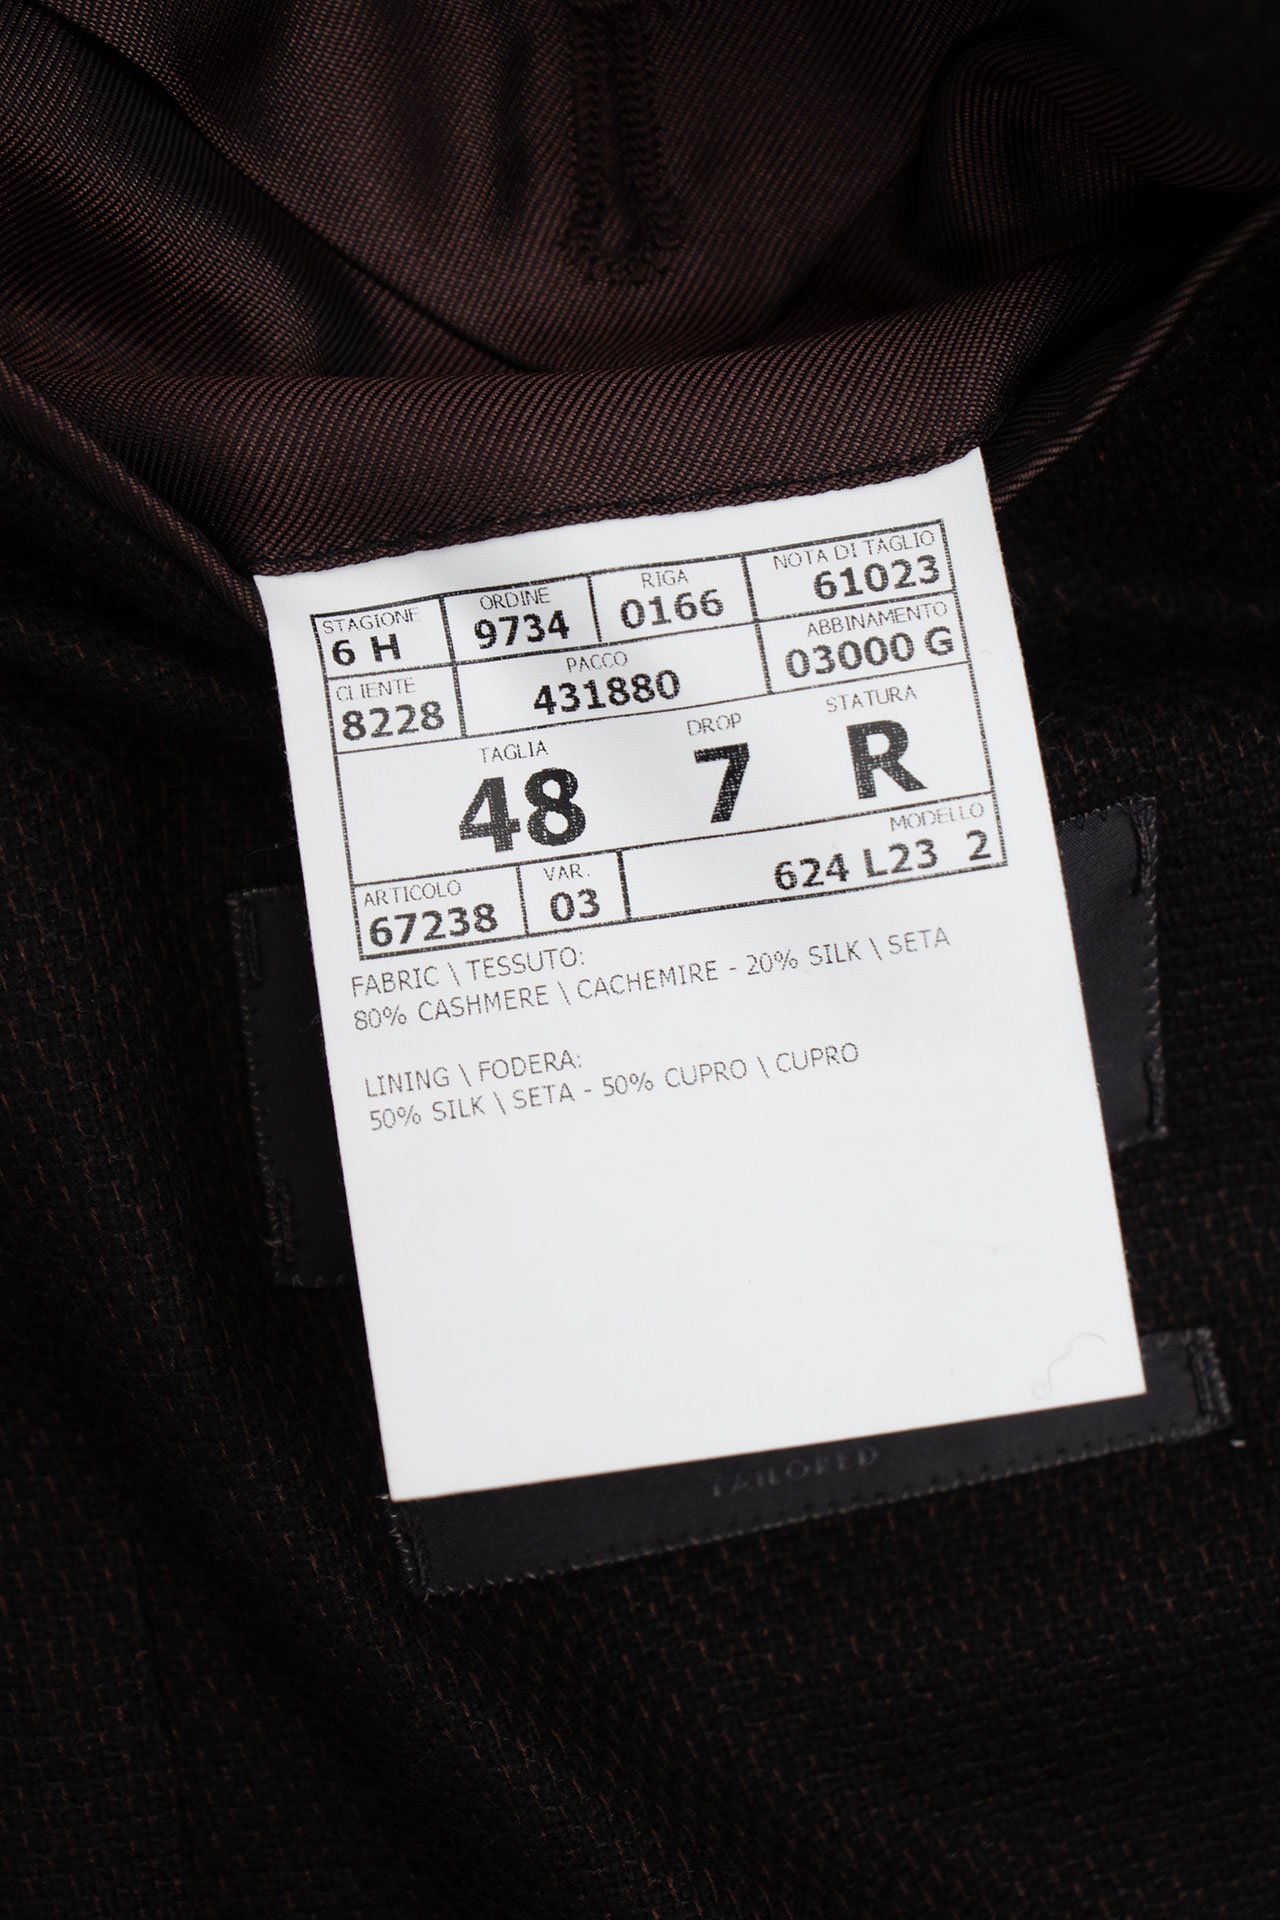 STAGIONE ORDINE RIGA NOTA DI TAGLIO
6 H 9734 0166 61023
CLIENTE PACCO ABBINAMENTO
8228 431880 03000 G
TAGLIA DROP STATURA
48 7 R
ARTICOLO VAR. MODELLO
67238 03 624 L23 2
FABRIC \ TESSUTO:
80% CASHMERE \ CACHEMIRE - 20% SILK \ SETA
LINING \ FODERA:
50% SILK \ SETA - 50% CUPRO \ CUPRO
TAILORED